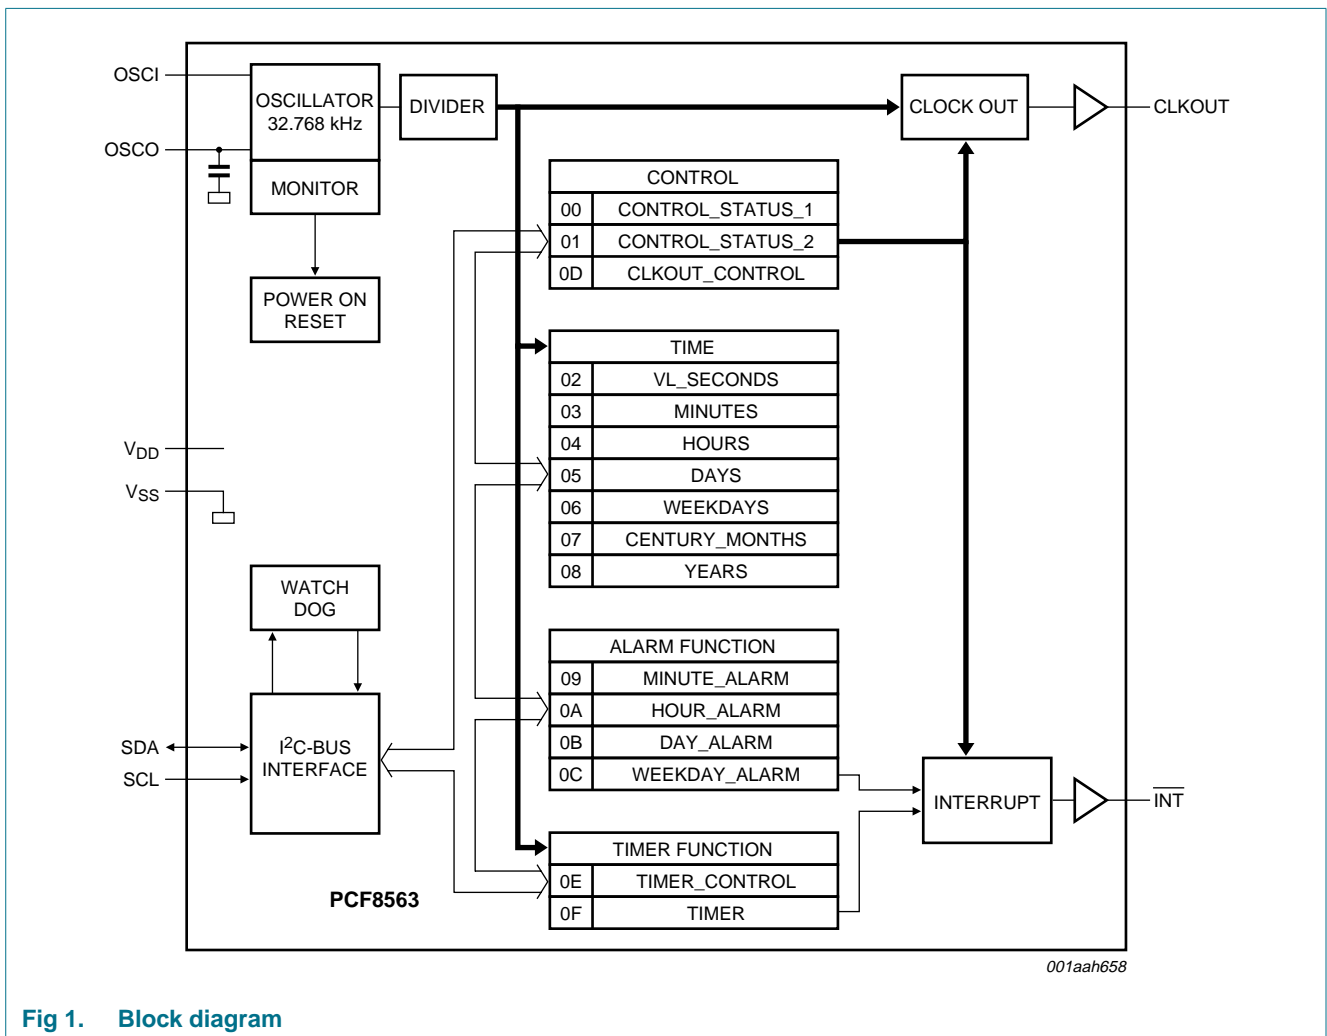 OSCI
OSCO
OSCILLATOR
32.768 kHz
MONITOR
DIVIDER
CLOCK OUT
CLKOUT
POWER ON
RESET
CONTROL
00 CONTROL_STATUS_1
01 CONTROL_STATUS_2
0D CLKOUT_CONTROL
TIME
02 VL_SECONDS
03 MINUTES
04 HOURS
05 DAYS
06 WEEKDAYS
07 CENTURY_MONTHS
08 YEARS
VDD
VSS
WATCH
DOG
SDA
SCL
I2C-BUS
INTERFACE
ALARM FUNCTION
09 MINUTE_ALARM
0A HOUR_ALARM
0B DAY_ALARM
0C WEEKDAY_ALARM
INTERRUPT
INT
TIMER FUNCTION
0E TIMER_CONTROL
0F TIMER
PCF8563
001aah658
Fig 1. Block diagram